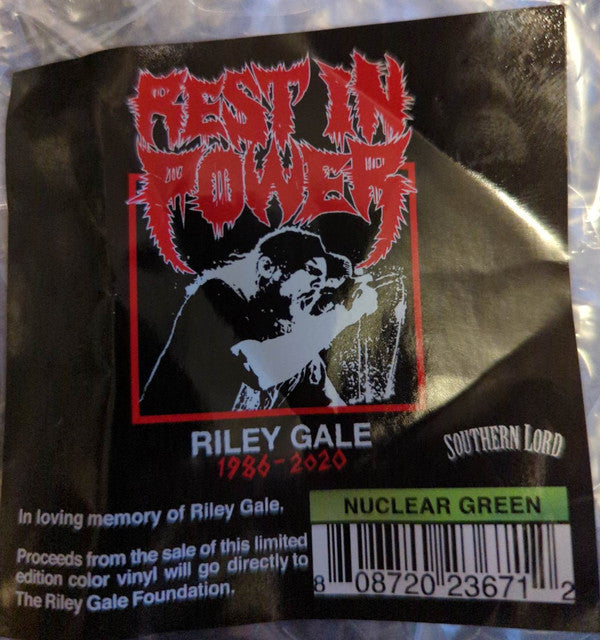 REST IN
POWER
RILEY GALE
1986-2020
SOUTHERN LORD
In loving memory of Riley Gale,
Proceeds from the sale of this limited
edition color vinyl will go directly to
The Riley Gale Foundation.
NUCLEAR GREEN
8 08720 23671 2